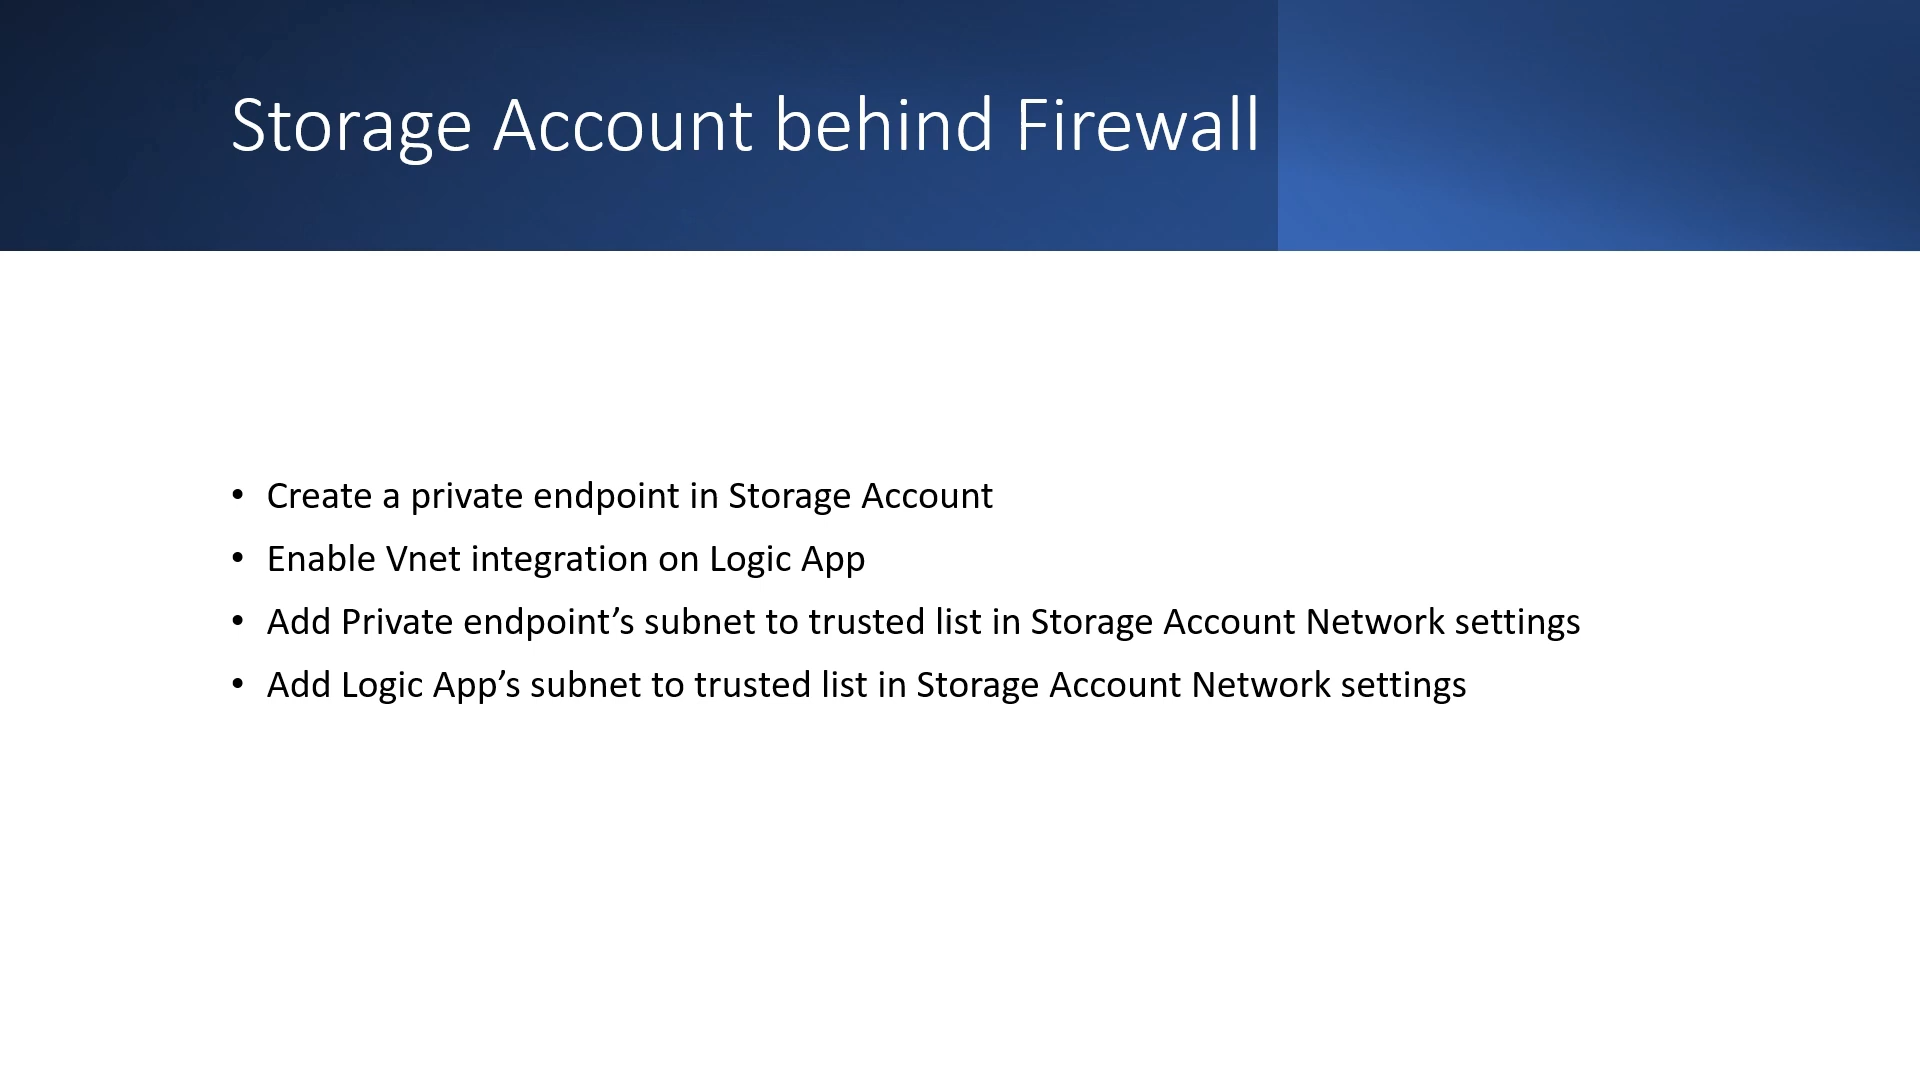 Storage Account behind Firewall
• Create a private endpoint in Storage Account
• Enable Vnet integration on Logic App
• Add Private endpoint’s subnet to trusted list in Storage Account Network settings
• Add Logic App’s subnet to trusted list in Storage Account Network settings